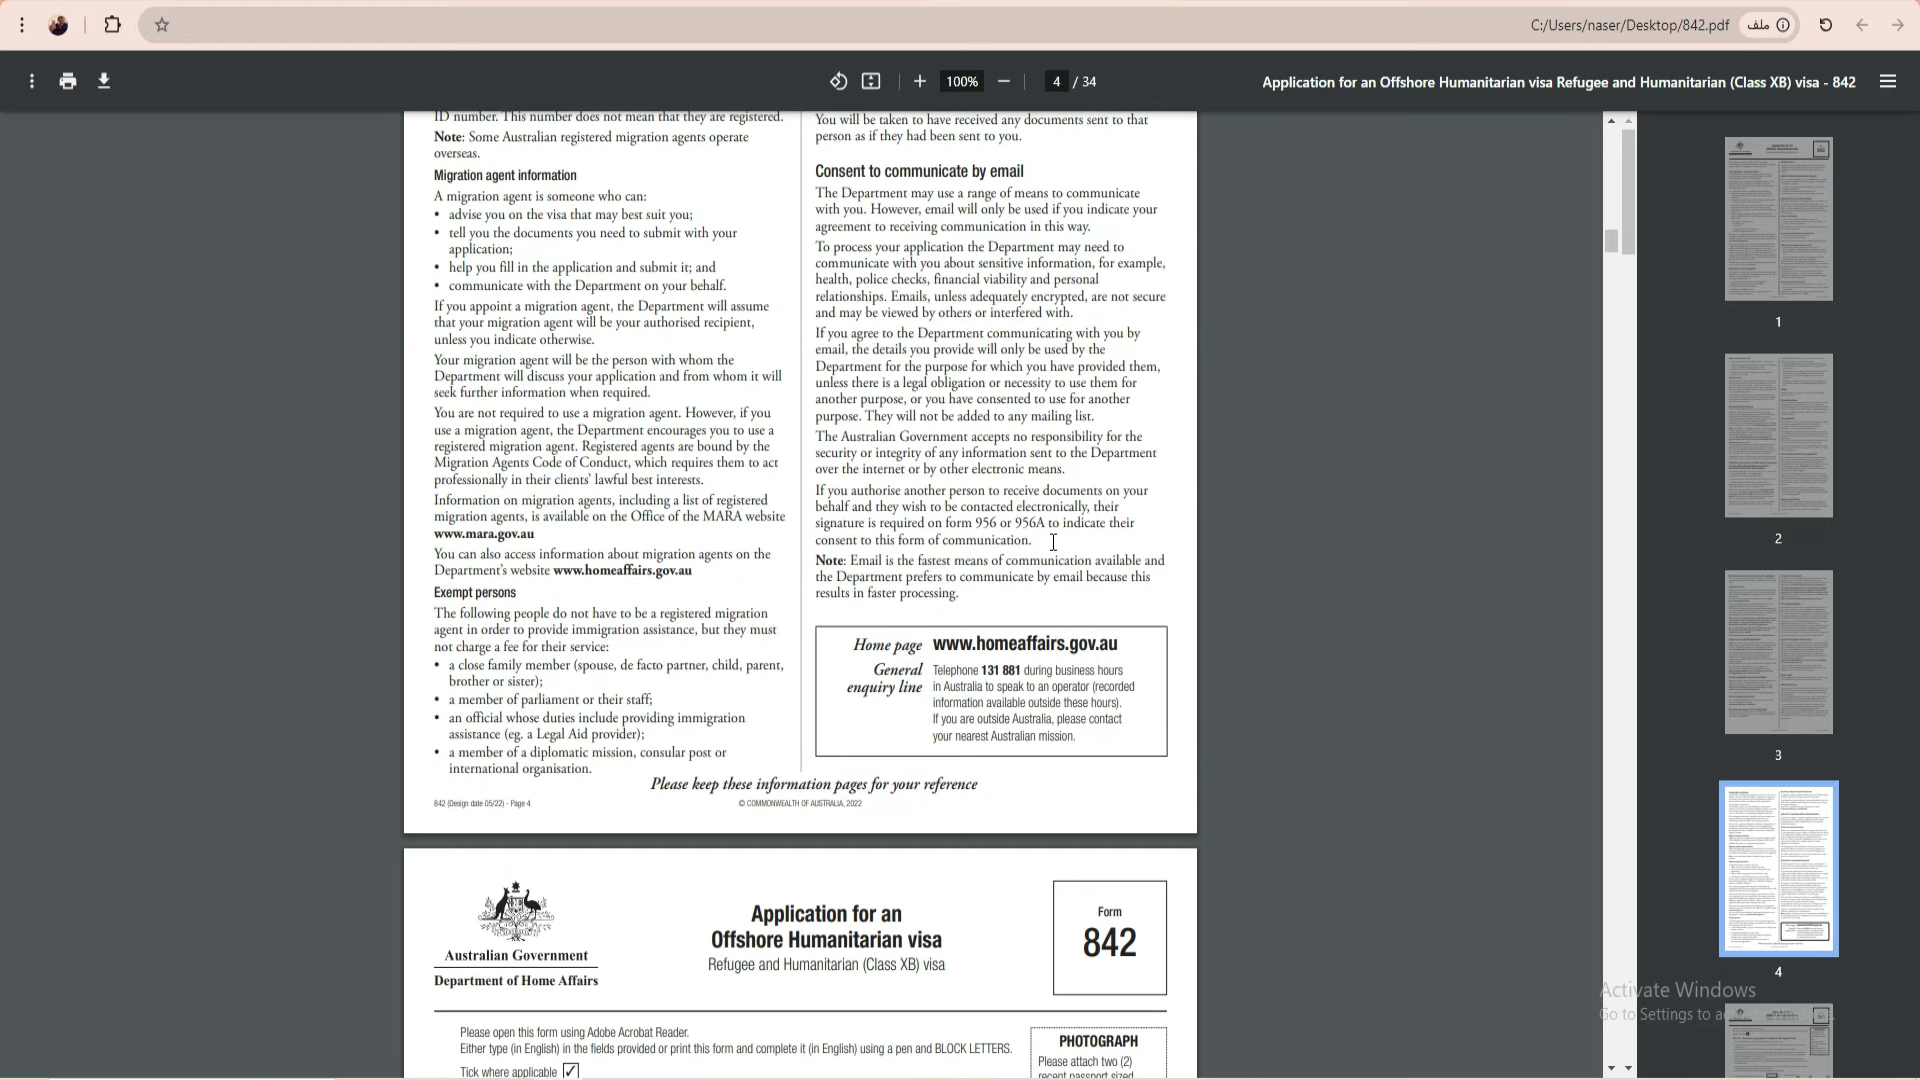 C:/Users/naser/Desktop/842.pdf
ملف
100%
4 / 34
Application for an Offshore Humanitarian visa Refugee and Humanitarian (Class XB) visa - 842
ID number. This number does not mean that they are registered.
Note: Some Australian registered migration agents operate
overseas.
Migration agent information
A migration agent is someone who can:
• advise you on the visa that may best suit you;
• tell you the documents you need to submit with your
application;
• help you fill in the application and submit it; and
• communicate with the Department on your behalf.
If you appoint a migration agent, the Department will assume
that your migration agent will be your authorised recipient,
unless you indicate otherwise.
Your migration agent will be the person with whom the
Department will discuss your application and from whom it will
seek further information when required.
You are not required to use a migration agent. However, if you
use a migration agent, the Department encourages you to use a
registered migration agent. Registered agents are bound by the
Migration Agents Code of Conduct, which requires them to act
professionally in their clients' lawful best interests.
Information on migration agents, including a list of registered
migration agents, is available on the Office of the MARA website
www.mara.gov.au
You can also access information about migration agents on the
Department's website www.homeaffairs.gov.au
Exempt persons
The following people do not have to be a registered migration
agent in order to provide immigration assistance, but they must
not charge a fee for their service:
• a close family member (spouse, de facto partner, child, parent,
brother or sister);
• a member of parliament or their staff;
• an official whose duties include providing immigration
assistance (eg. a Legal Aid provider);
• a member of a diplomatic mission, consular post or
international organisation.
You will be taken to have received any documents sent to that
person as if they had been sent to you.
Consent to communicate by email
The Department may use a range of means to communicate
with you. However, email will only be used if you indicate your
agreement to receiving communication in this way.
To process your application the Department may need to
communicate with you about sensitive information, for example,
health, police checks, financial viability and personal
relationships. Emails, unless adequately encrypted, are not secure
and may be viewed by others or interfered with.
If you agree to the Department communicating with you by
email, the details you provide will only be used by the
Department for the purpose for which you have provided them,
unless there is a legal obligation or necessity to use them for
another purpose, or you have consented to use for another
purpose. They will not be added to any mailing list.
The Australian Government accepts no responsibility for the
security or integrity of any information sent to the Department
over the internet or by other electronic means.
If you authorise another person to receive documents on your
behalf and they wish to be contacted electronically, their
signature is required on form 956 or 956A to indicate their
consent to this form of communication.
Note: Email is the fastest means of communication available and
the Department prefers to communicate by email because this
results in faster processing.
Home page www.homeaffairs.gov.au
General
enquiry line
Telephone 131 881 during business hours
in Australia to speak to an operator (recorded
information available outside these hours).
If you are outside Australia, please contact
your nearest Australian mission.
Please keep these information pages for your reference
842 (Design date 05/22) - Page 4
© COMMONWEALTH OF AUSTRALIA, 2022
Australian Government
Department of Home Affairs
Application for an
Offshore Humanitarian visa
Refugee and Humanitarian (Class XB) visa
Form
842
Please open this form using Adobe Acrobat Reader.
Either type (in English) in the fields provided or print this form and complete it (in English) using a pen and BLOCK LETTERS.
Tick where applicable
PHOTOGRAPH
Please attach two (2)
recent passport sized
1
2
3
4
Activate Windows
Go to Settings to